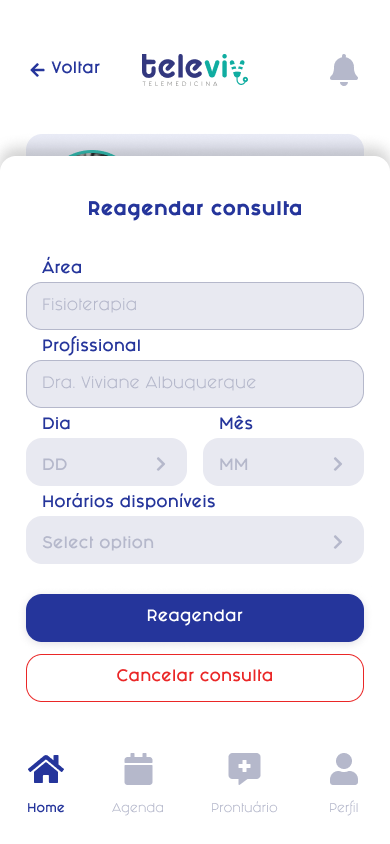 Voltar
televiv
TELEMEDICINA
Reagendar consulta
Área
Fisioterapia
Profissional
Dra. Viviane Albuquerque
Dia
Mês
DD
MM
Horários disponíveis
Select option
Reagendar
Cancelar consulta
Home
Agenda
Prontuário
Perfil